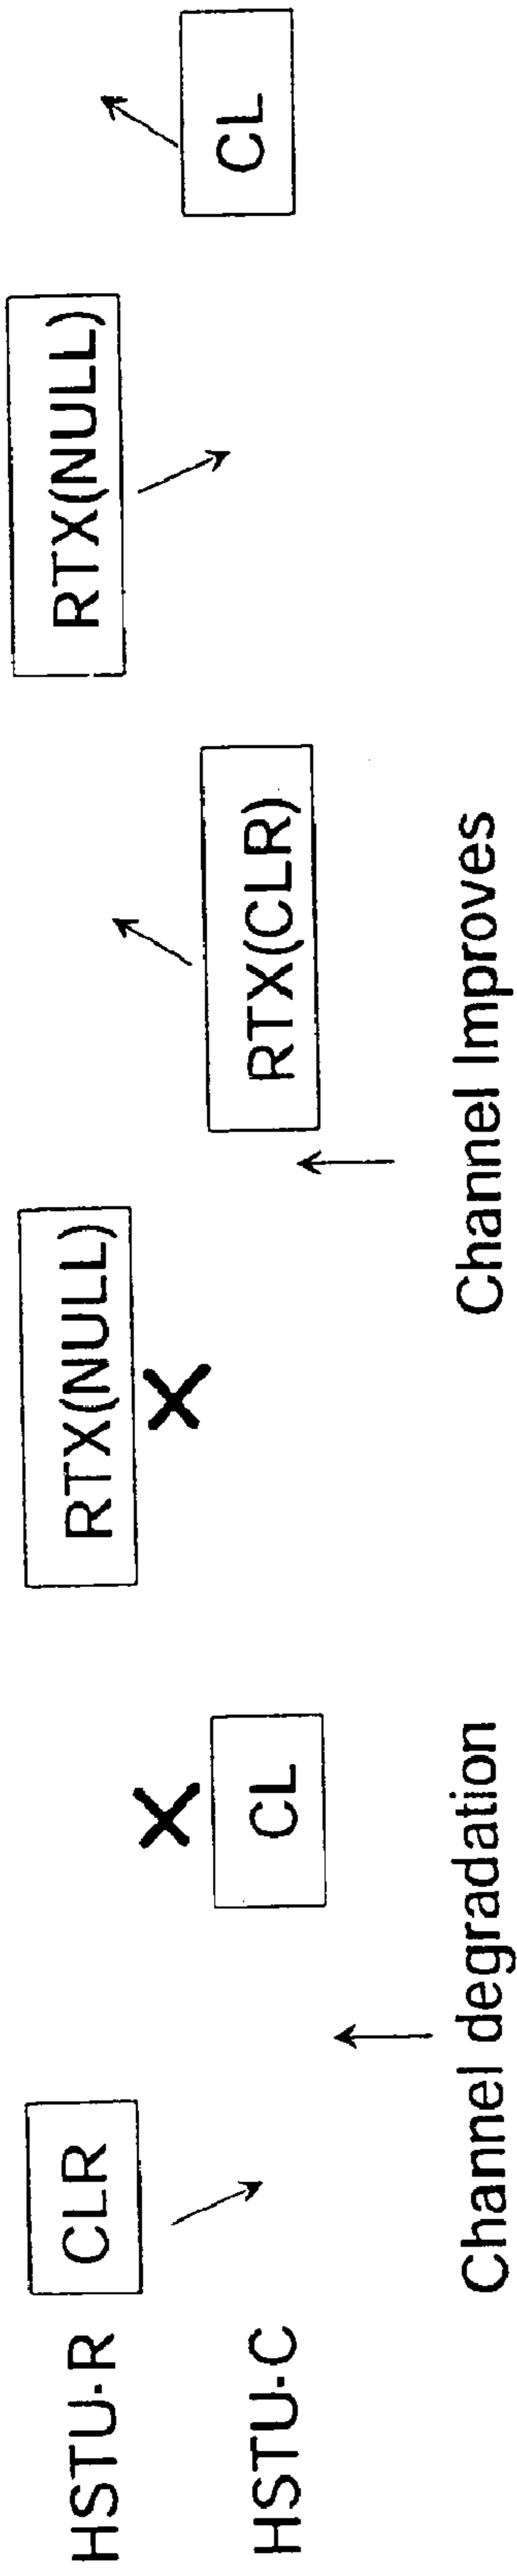 HSTU-R
CLR
RTX(NULL)
RTX(NULL)
HSTU-C
CL
RTX(CLR)
CL
Channel degradation
Channel Improves